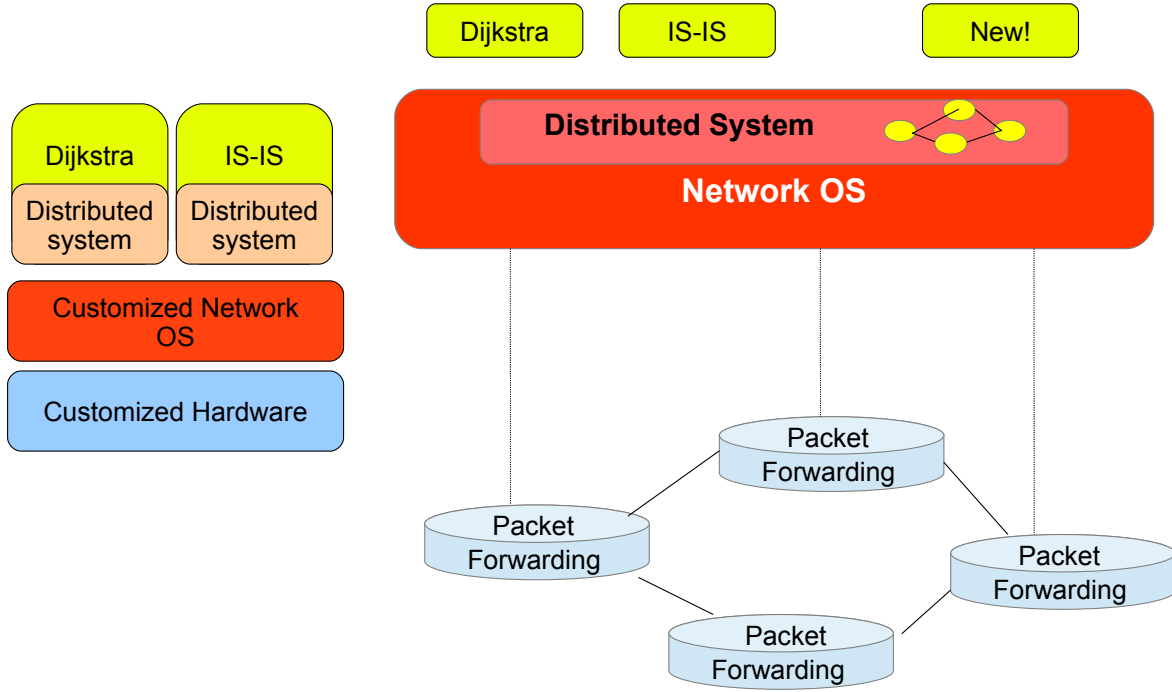 Dijkstra
IS-IS
New!
Dijkstra
IS-IS
Distributed
system
Distributed
system
Customized Network
OS
Customized Hardware
Distributed System
Network OS
Packet
Forwarding
Packet
Forwarding
Packet
Forwarding
Packet
Forwarding